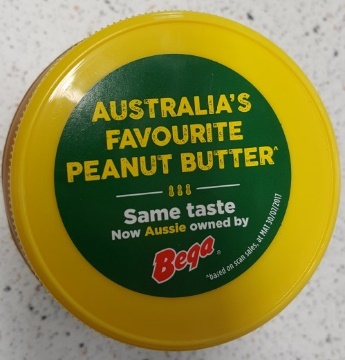 AUSTRALIA'S
FAVOURITE
PEANUT BUTTER^
Same taste
Now Aussie owned by
Bega®
*based on scan sales, at MAT 30/07/2017